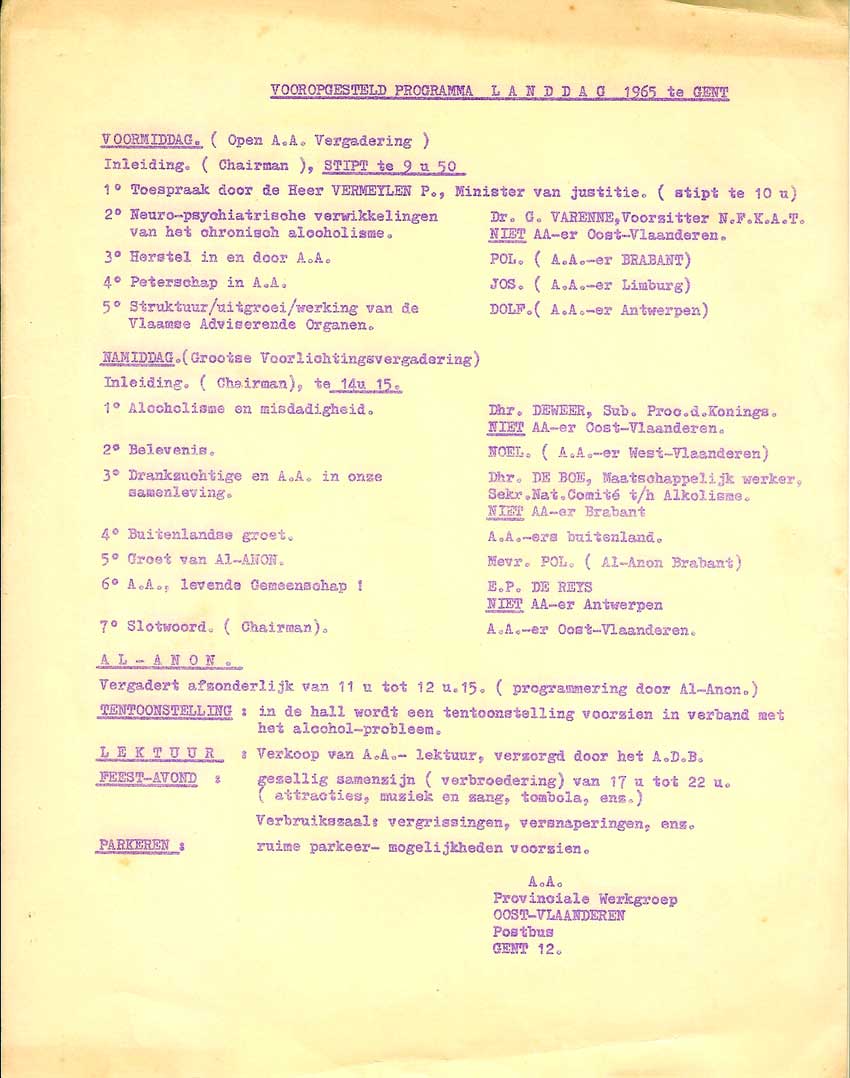 VOOROPGESTELD PROGRAMMA L A N D D A G 1965 te GENT
VOORMIDDAG. ( Open A.A. Vergadering )
Inleiding. ( Chairman ), STIPT te 9 u 50
1° Toespraak door de Heer VERMEYLEN P., Minister van justitie. ( stipt te 10 u)
2° Neuro-psychiatrische verwikkelingen Dr. G. VARENNE,Voorzitter N.F.K.A.T.
van het chronisch alcoholisme. NIET AA-er Oost-Vlaanderen.
3° Herstel in en door A.A. POL. ( A.A.-er BRABANT)
4° Peterschap in A.A. JOS. ( A.A.-er Limburg)
5° Struktuur/uitgroei/werking van de DOLF.( A.A.-er Antwerpen)
Vlaamse Adviserende Organen.
NAMIDDAG.(Grootse Voorlichtingsvergadering)
Inleiding. ( Chairman), te 14u 15.
1° Alcoholisme en misdadigheid. Dhr. DEWEER, Sub. Proc.d.Konings.
NIET AA-er Oost-Vlaanderen.
2° Belevenis. NOEL. ( A.A.-er West-Vlaanderen)
3° Drankzuchtige en A.A. in onze Dhr. DE BOE, Maatschappelijk werker,
samenleving. Sekr.Nat.Comité t/h Alkolisme.
NIET AA-er Brabant
4° Buitenlandse groet. A.A.-ers buitenland.
5° Groet van Al-ANON. Mevr. POL. ( Al-Anon Brabant)
6° A.A., levende Gemeenschap ! E.P. DE REYS
NIET AA-er Antwerpen
7° Slotwoord. ( Chairman). A.A.-er Oost-Vlaanderen.
A L - A N O N .
Vergadert afzonderlijk van 11 u tot 12 u.15. ( programmering door Al-Anon.)
TENTOONSTELLING : in de hall wordt een tentoonstelling voorzien in verband met
het alcohol-probleem.
L E K T U U R : Verkoop van A.A.- lektuur, verzorgd door het A.D.B.
FEEST-AVOND : gezellig samenzijn ( verbroedering) van 17 u tot 22 u.
( attracties, muziek en zang, tombola, enz.)
Verbruikszaal: vergrissingen, versnaperingen, enz.
PARKEREN : ruime parkeer- mogelijkheden voorzien.
A.A.
Provinciale Werkgroep
OOST-VLAANDEREN
Postbus
GENT 12.